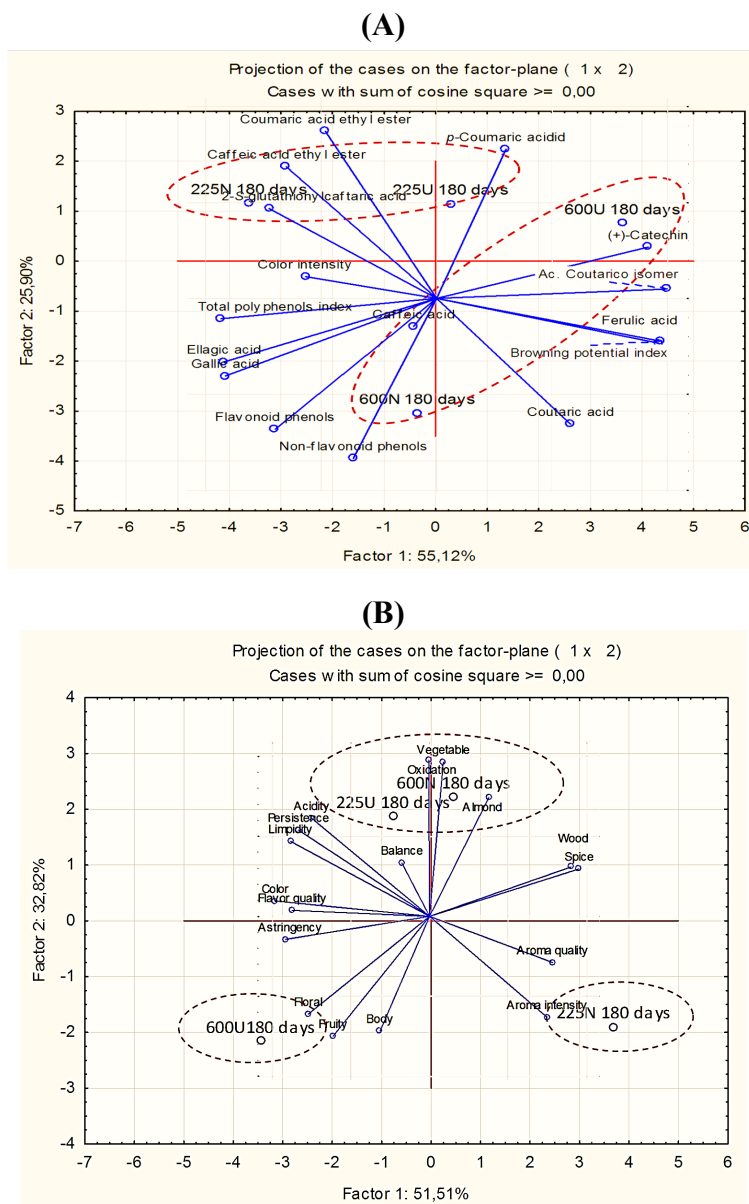 (A)
Projection of the cases on the factor-plane ( 1 x 2)
Cases with sum of cosine square >= 0,00
3
2
1
0
-1
-2
-3
-4
-5
Factor 2: 25,90%
Coumaric acid ethyl ester
p-Coumaric acidid
Caffeic acid ethyl ester
225N 180 days
225U 180 days
2-S-glutathionylcaftaric acid
600U 180 days
(+)-Catechin
Color intensity
Ac. Coutarico isomer
Total polyphenols index
Caffeic acid
Ferulic acid
Ellagic acid
Browning potential index
Gallic acid
600N 180 days
Flavonoid phenols
Coutaric acid
Non-flavonoid phenols
-7 -6 -5 -4 -3 -2 -1 0 1 2 3 4 5 6
Factor 1: 55,12%
(B)
Projection of the cases on the factor-plane ( 1 x 2)
Cases with sum of cosine square >= 0,00
4
3
2
1
0
-1
-2
-3
-4
Factor 2: 32,82%
Vegetable
Oxidation
600N 180 days
225U 180 days
Almond
Acidity
Persistence
Limpidity
Balance
Wood
Spice
Color
Flavor quality
Astringency
Aroma quality
Floral
Aroma intensity
225N 180 days
600U180 days
Fruity
Body
-7 -6 -5 -4 -3 -2 -1 0 1 2 3 4 5 6
Factor 1: 51,51%